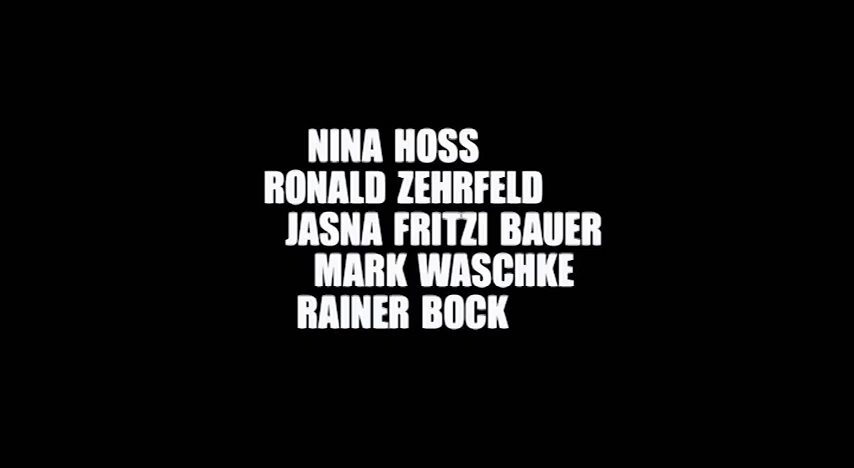 NINA HOSS
RONALD ZEHRFELD
JASNA FRITZI BAUER
MARK WASCHKE
RAINER BOCK